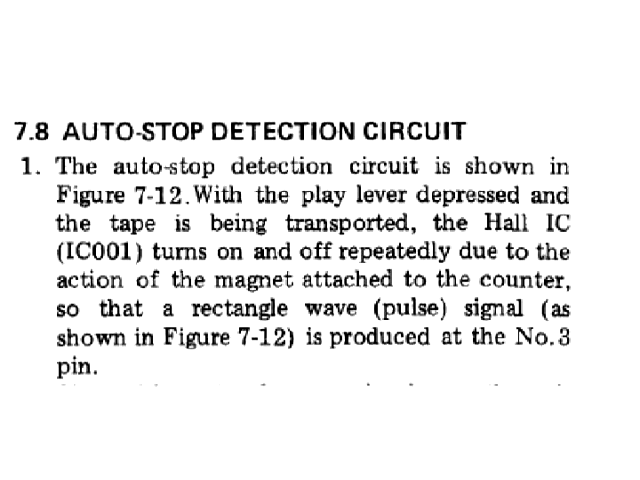 7.8 AUTO-STOP DETECTION CIRCUIT
1. The auto-stop detection circuit is shown in
Figure 7-12.With the play lever depressed and
the tape is being transported, the Hall IC
(IC001) turns on and off repeatedly due to the
action of the magnet attached to the counter,
so that a rectangle wave (pulse) signal (as
shown in Figure 7-12) is produced at the No.3
pin.